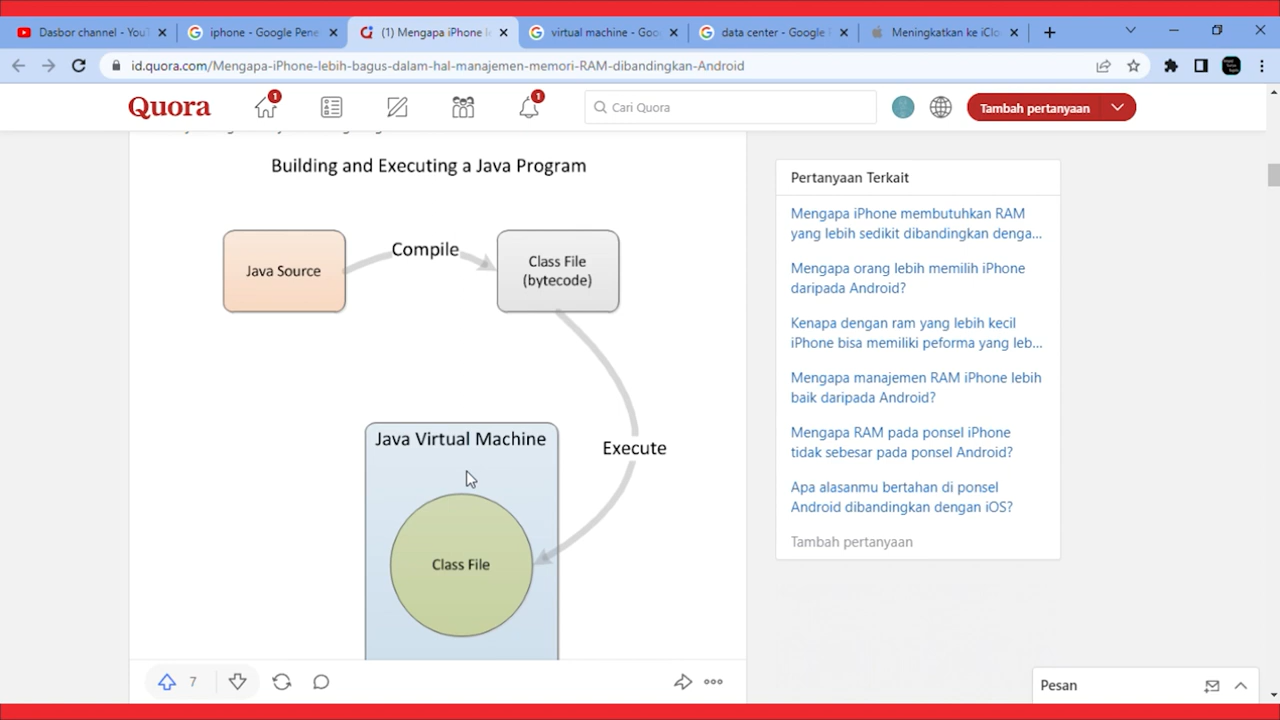 Dasbor channel - YouT
iphone - Google Pene
(1) Mengapa iPhone l
virtual machine - Goo
data center - Google
Meningkatkan ke iClo
id.quora.com/Mengapa-iPhone-lebih-bagus-dalam-hal-manajemen-memori-RAM-dibandingkan-Android
Quora
1
1
Cari Quora
Tambah pertanyaan
Building and Executing a Java Program
Java Source
Compile
Class File
(bytecode)
Execute
Java Virtual Machine
Class File
7
Pertanyaan Terkait
Mengapa iPhone membutuhkan RAM
yang lebih sedikit dibandingkan denga...
Mengapa orang lebih memilih iPhone
daripada Android?
Kenapa dengan ram yang lebih kecil
iPhone bisa memiliki peforma yang leb...
Mengapa manajemen RAM iPhone lebih
baik daripada Android?
Mengapa RAM pada ponsel iPhone
tidak sebesar pada ponsel Android?
Apa alasanmu bertahan di ponsel
Android dibandingkan dengan iOS?
Tambah pertanyaan
Pesan